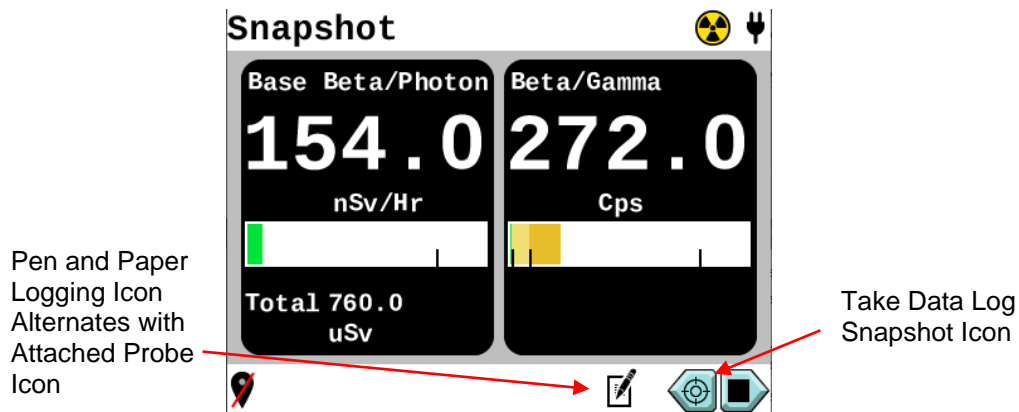 Snapshot
Base Beta/Photon
154.0
nSv/Hr
Total 760.0
uSv
Beta/Gamma
272.0
Cps
Pen and Paper
Logging Icon
Alternates with
Attached Probe
Icon
Take Data Log
Snapshot Icon